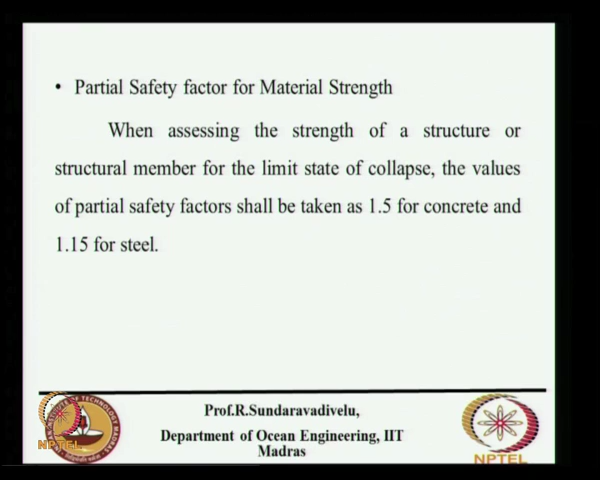 • Partial Safety factor for Material Strength
When assessing the strength of a structure or
structural member for the limit state of collapse, the values
of partial safety factors shall be taken as 1.5 for concrete and
1.15 for steel.
Prof.R.Sundaravadivelu,
Department of Ocean Engineering, IIT
Madras
NPTEL
NPTEL